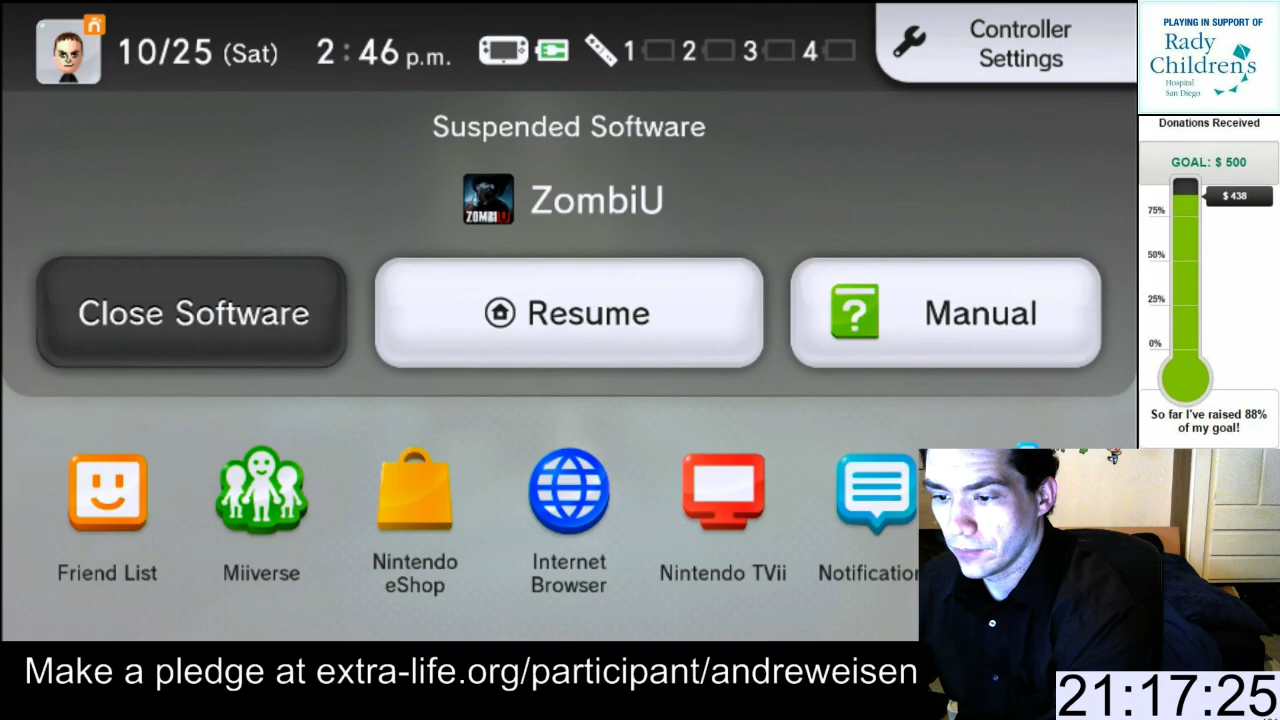 10/25 (Sat) 2:46 p.m. 1 2 3 4
Controller
Settings
Suspended Software
ZOMBIU
ZombiU
Close Software
Resume
? Manual
Friend List
Miiverse
Nintendo
eShop
Internet
Browser
Nintendo TVii
Notification
PLAYING IN SUPPORT OF
Rady
Children's
Hospital
San Diego
Donations Received
GOAL: $ 500
$ 438
75%
50%
25%
0%
So far I've raised 88%
of my goal!
Make a pledge at extra-life.org/participant/andreweisen
21:17:25